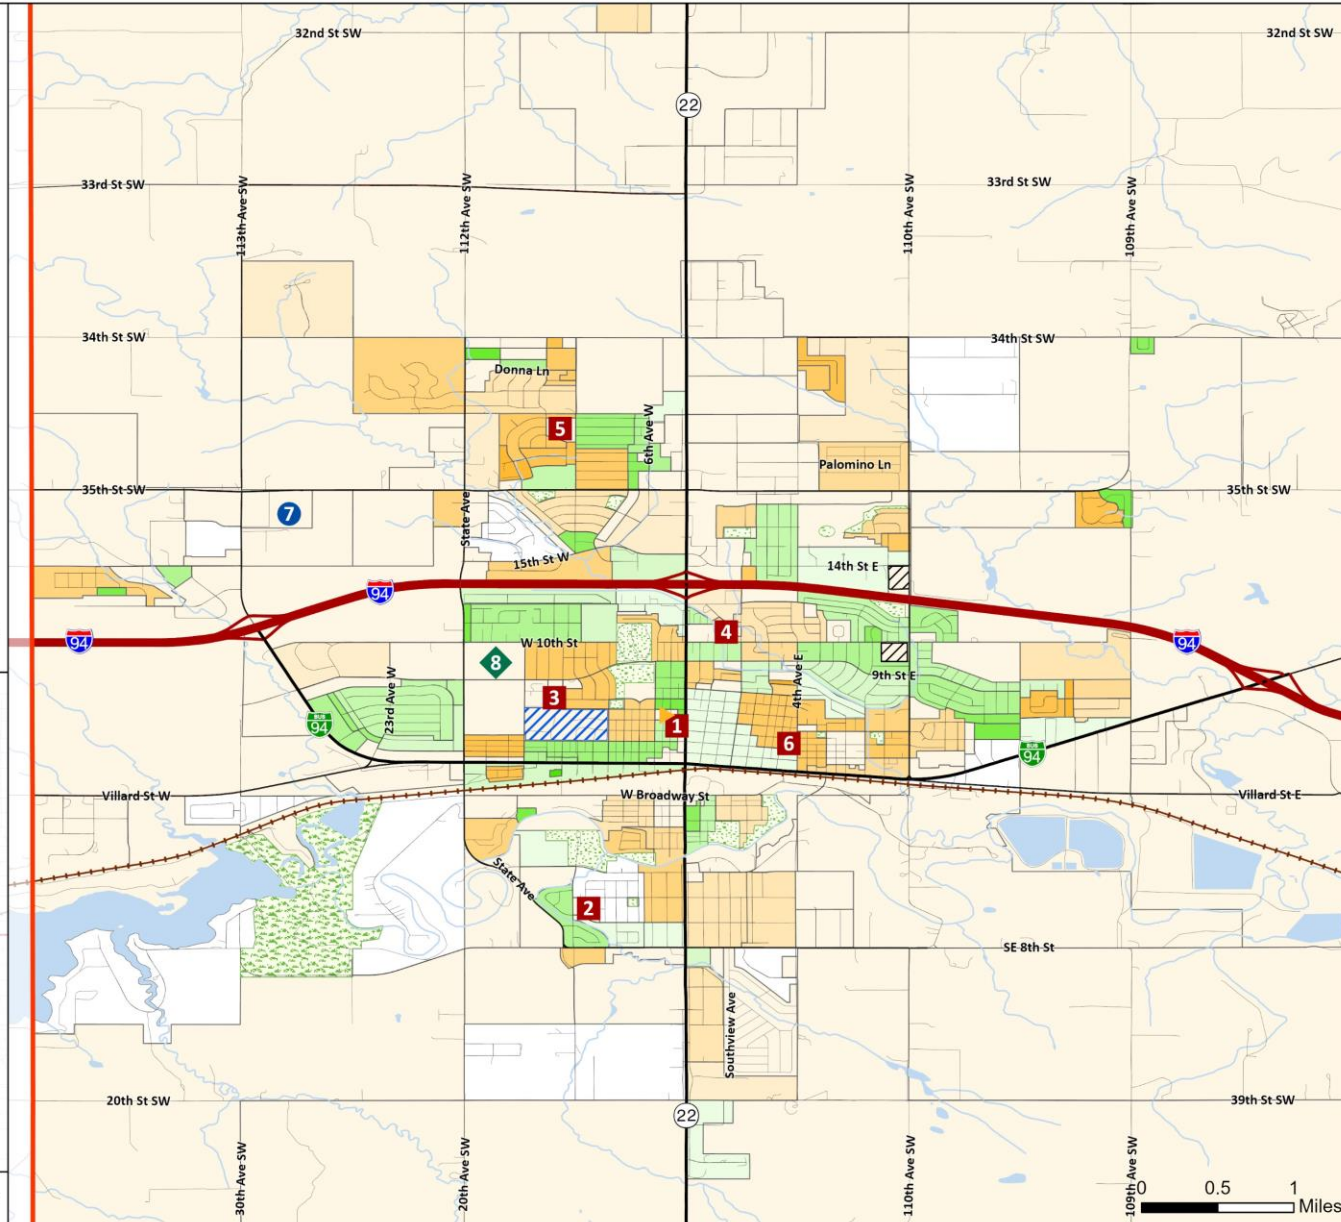 32nd St SW
32nd St SW
22
33rd St SW
113th Ave SW
112th Ave SW
110th Ave SW
33rd St SW
109th Ave SW
34th St SW
34th St SW
Donna Ln
5
6th Ave W
Palomino Ln
35th St SW
35th St SW
7
State Ave
15th St W
14th St E
94
94
4
94
W 10th St
8
9th St E
23rd Ave W
3
4th Ave E
1
94
BUS
6
94
BUS
Villard St W
W Broadway St
Villard St E
State Ave
2
SE 8th St
Southview Ave
20th St SW
39th St SW
22
30th Ave SW
20th Ave SW
110th Ave SW
109th Ave SW
0 0.5 1
Miles